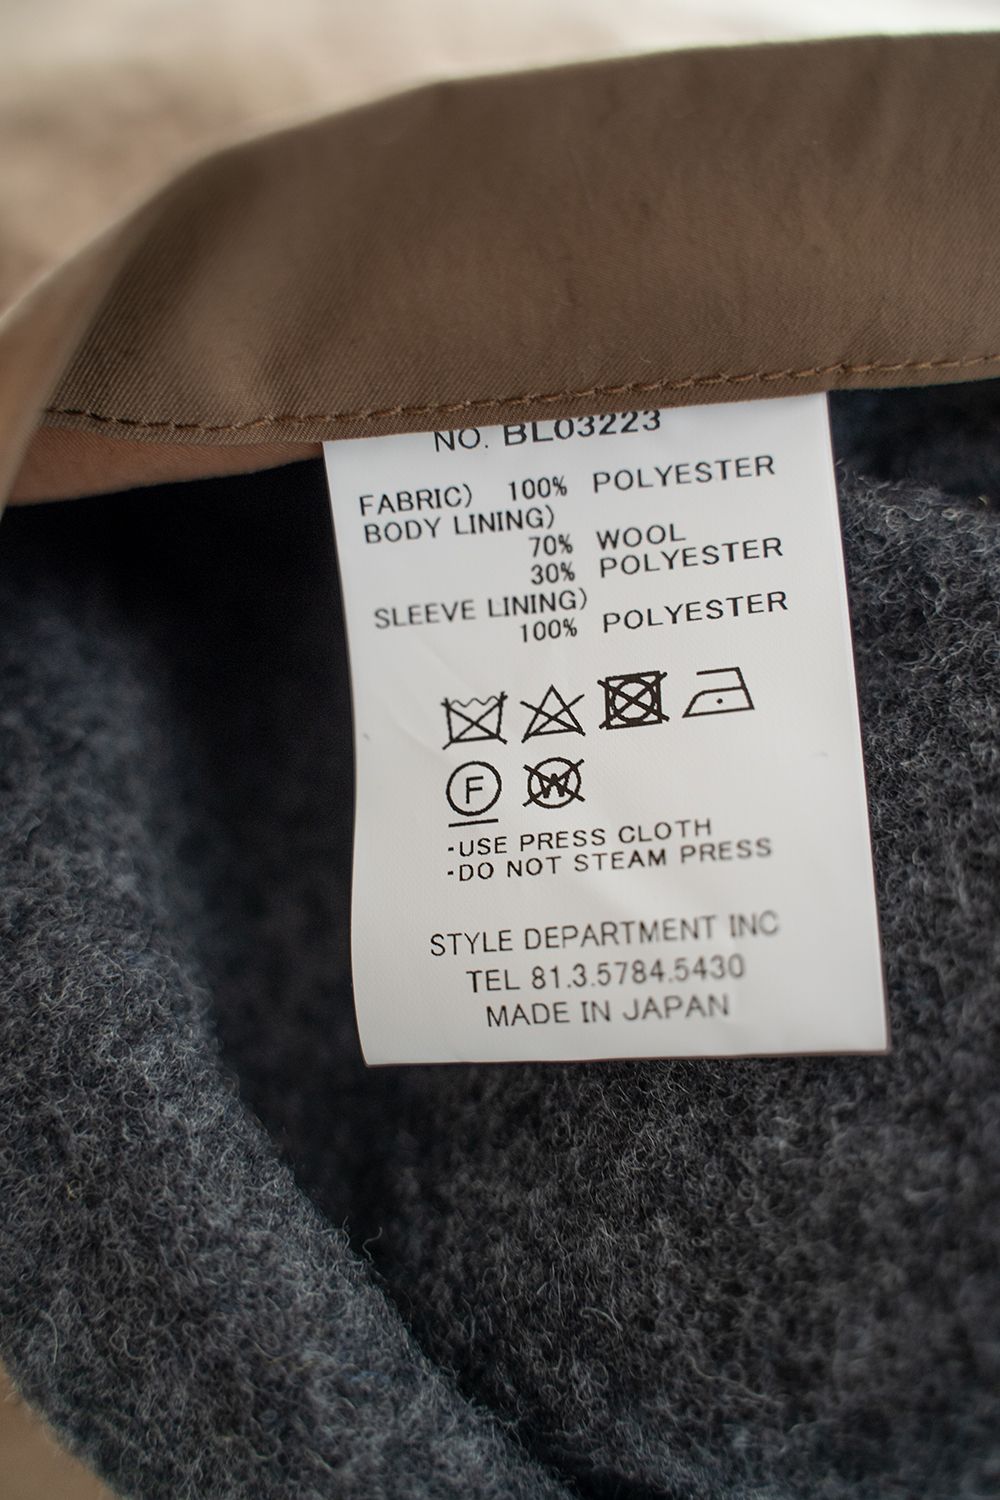 NO. BL03223
FABRIC) 100% POLYESTER
BODY LINING)
70% WOOL
30% POLYESTER
SLEEVE LINING)
100% POLYESTER
F W
-USE PRESS CLOTH
-DO NOT STEAM PRESS
STYLE DEPARTMENT INC
TEL 81.3.5784.5430
MADE IN JAPAN